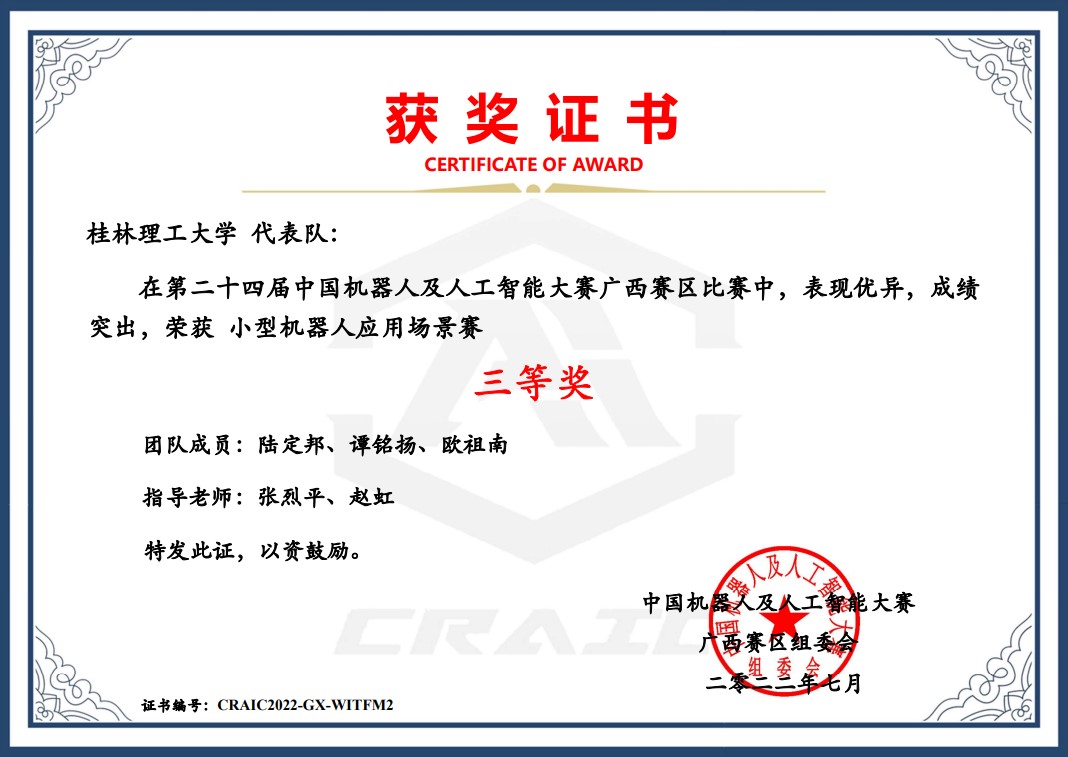 获奖证书
CERTIFICATE OF AWARD
桂林理工大学 代表队：
在第二十四届中国机器人及人工智能大赛广西赛区比赛中，表现优异，成绩
突出，荣获 小型机器人应用场景赛
三等奖
团队成员：陆定邦、谭铭扬、欧祖南
指导老师：张烈平、赵虹
特发此证，以资鼓励。
中国机器人及人工智能大赛
广西赛区组委会
二零二二年七月
中国机器人及人工智能大赛
组委会
CRAIC
证书编号：CRAIC2022-GX-WITFM2